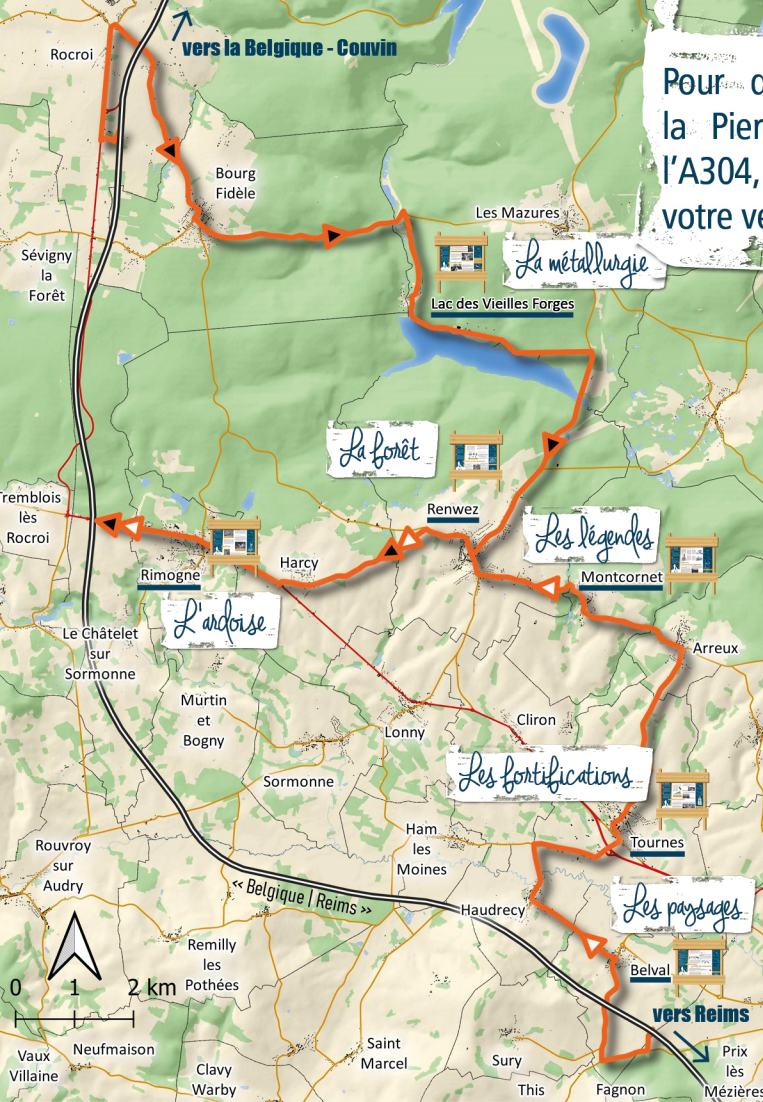 Rocroi
vers la Belgique - Couvin
Pour d
la Pier
l'A304,
votre ve
Bourg
Fidèle
Les Mazures
La métallurgie
Sévigny
la
Forêt
Lac des Vieilles Forges
La forêt
Tremblois
lès
Rocroi
Renwez
Les légendes
Harcy
Rimogne
Montcornet
L'ardoise
Le Châtelet
sur
Sormonne
Arreux
Murtin
et
Bogny
Lonny
Cliron
Les fortifications
Sormonne
Ham
les
Moines
Tournes
Rouvroy
sur
Audry
« Belgique | Reims »
Haudrecy
Les paysages
Remilly
les
Pothées
Belval
0 1 2 km
vers Reims
Vaux
Villaine
Neufmaison
Saint
Marcel
Clavy
Warby
Sury
This
Fagnon
Prix
lès
Mézières